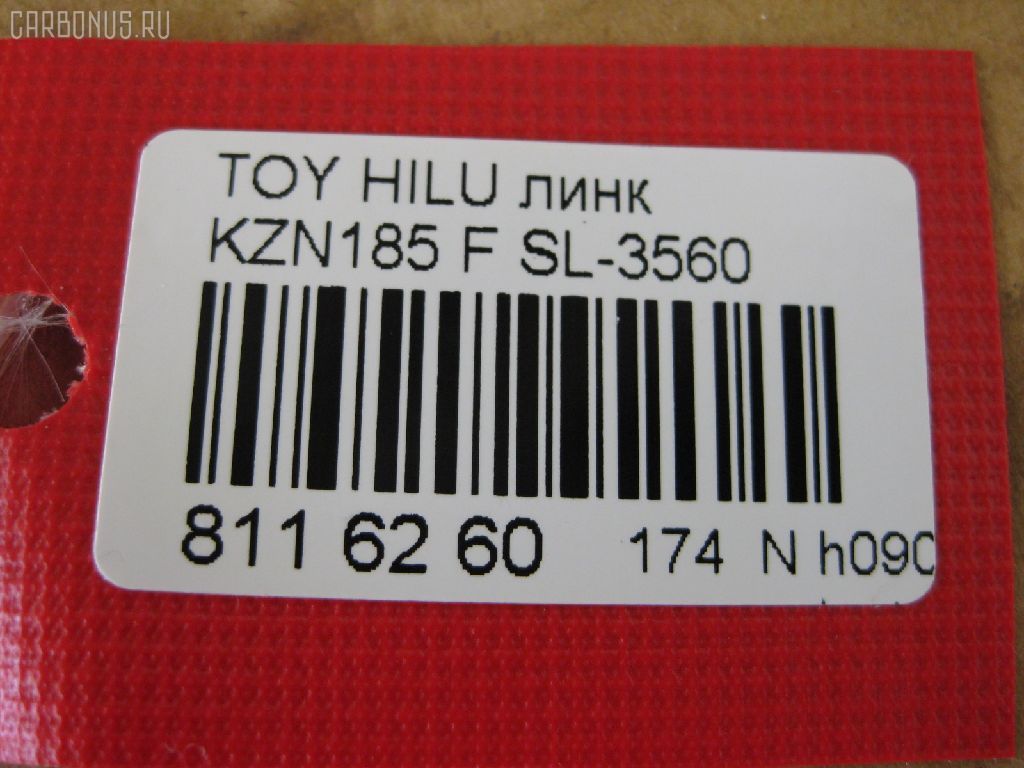 CARBONUS.RU
TOY HILU линк
KZN185 F SL-3560
811 62 60 174 N h090